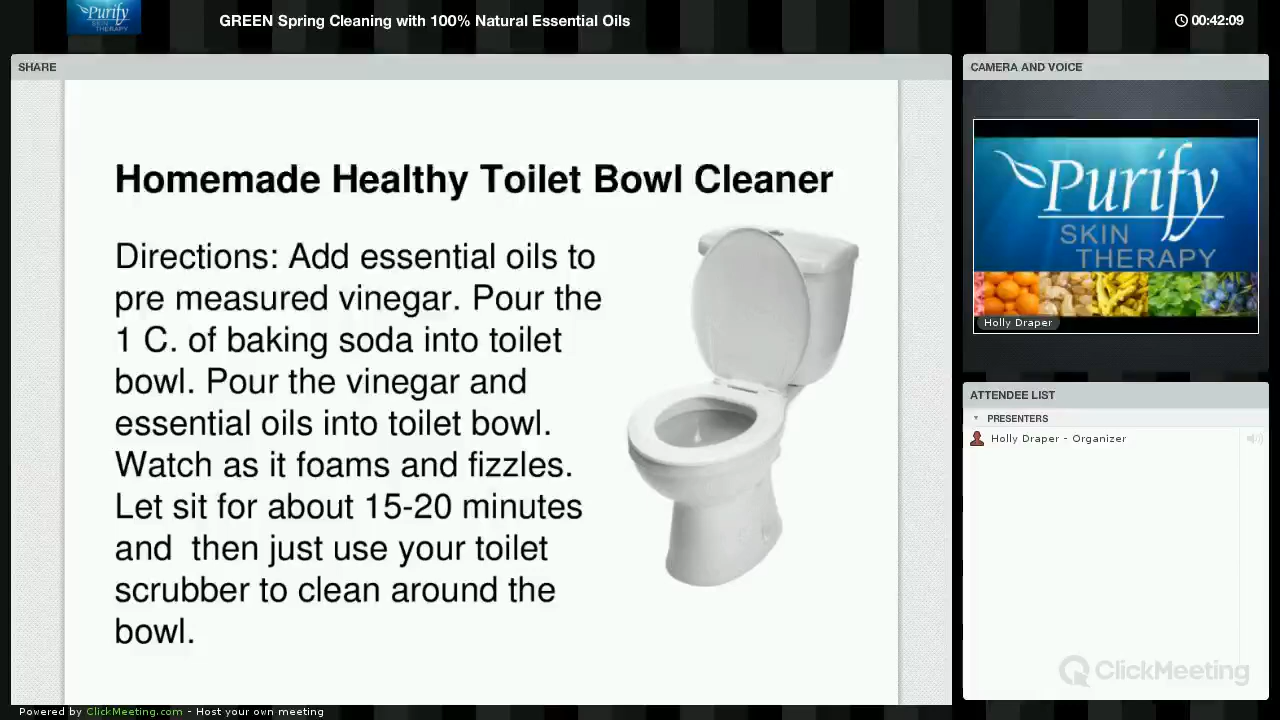 Purify
SKIN
THERAPY
GREEN Spring Cleaning with 100% Natural Essential Oils
00:42:09
SHARE
Homemade Healthy Toilet Bowl Cleaner
Directions: Add essential oils to
pre measured vinegar. Pour the
1 C. of baking soda into toilet
bowl. Pour the vinegar and
essential oils into toilet bowl.
Watch as it foams and fizzles.
Let sit for about 15-20 minutes
and  then just use your toilet
scrubber to clean around the
bowl.
CAMERA AND VOICE
Purify
SKIN
THERAPY
Holly Draper
ATTENDEE LIST
PRESENTERS
Holly Draper - Organizer
ClickMeeting
Powered by ClickMeeting.com - Host your own meeting